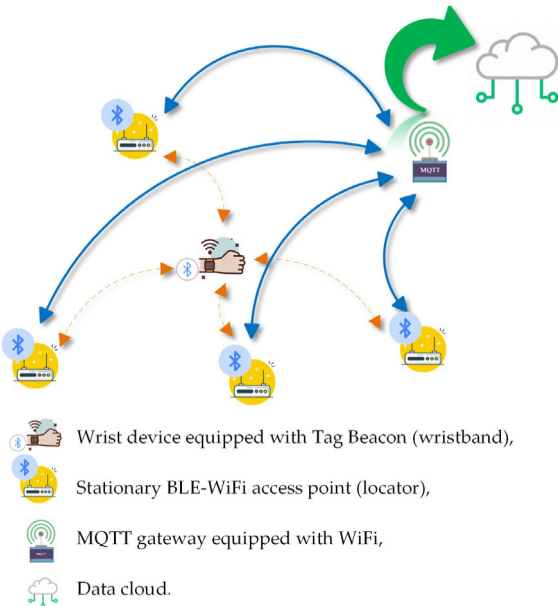 MQTT
Wrist device equipped with Tag Beacon (wristband),
Stationary BLE-WiFi access point (locator),
MQTT
MQTT gateway equipped with WiFi,
Data cloud.